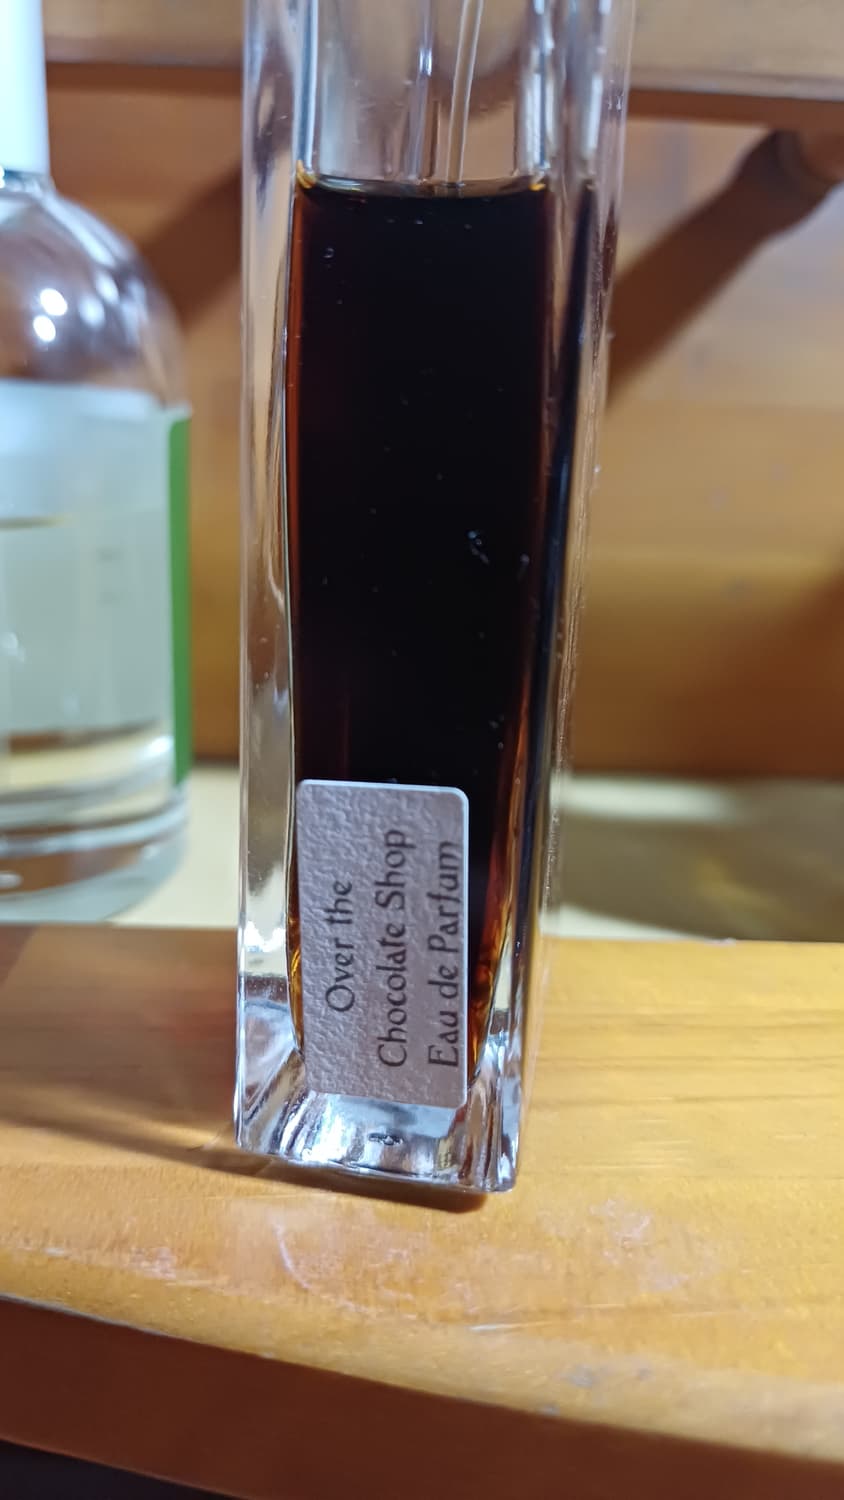 Over the
Chocolate Shop
Eau de Parfum